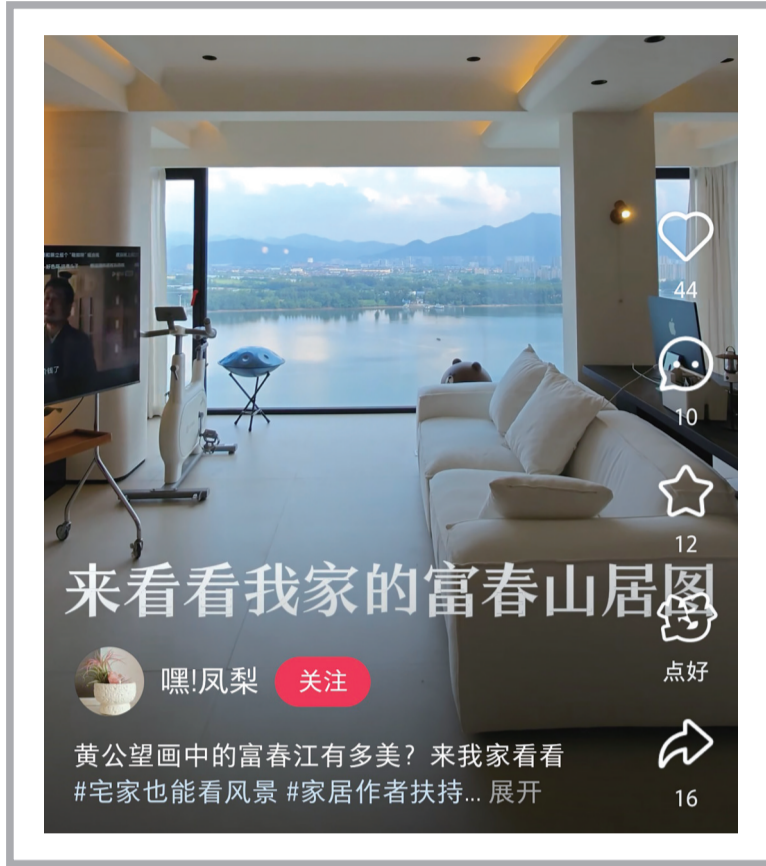 44
10
12
来看看我家的富春山居图
点好
嘿!凤梨
关注
黄公望画中的富春江有多美？来我家看看
#宅家也能看风景 #家居作者扶持... 展开
16